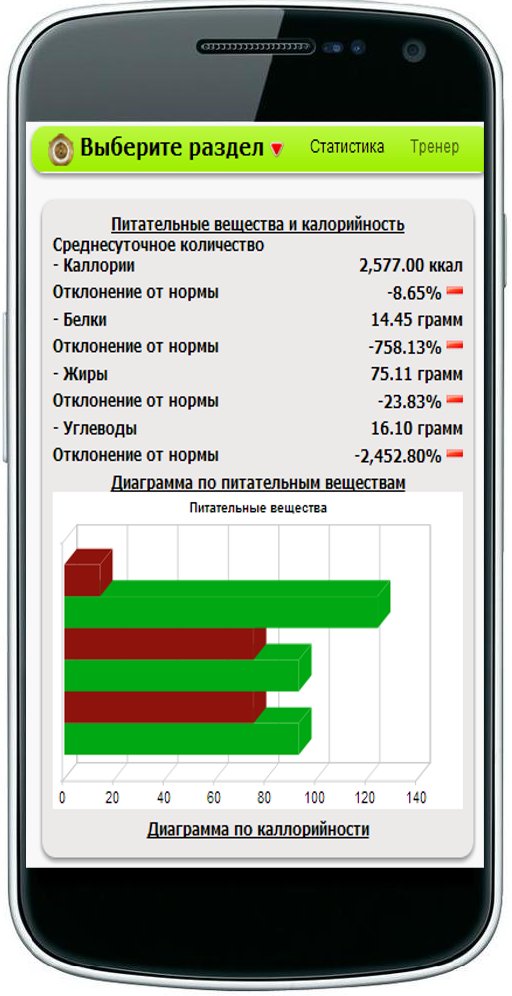 Выберите раздел Статистика Тренер
Питательные вещества и калорийность
Среднесуточное количество
- Каллории 2,577.00 ккал
Отклонение от нормы -8.65%
- Белки 14.45 грамм
Отклонение от нормы -758.13%
- Жиры 75.11 грамм
Отклонение от нормы -23.83%
- Углеводы 16.10 грамм
Отклонение от нормы -2,452.80%
Диаграмма по питательным веществам
Питательные вещества
0 20 40 60 80 100 120 140
Диаграмма по каллорийности